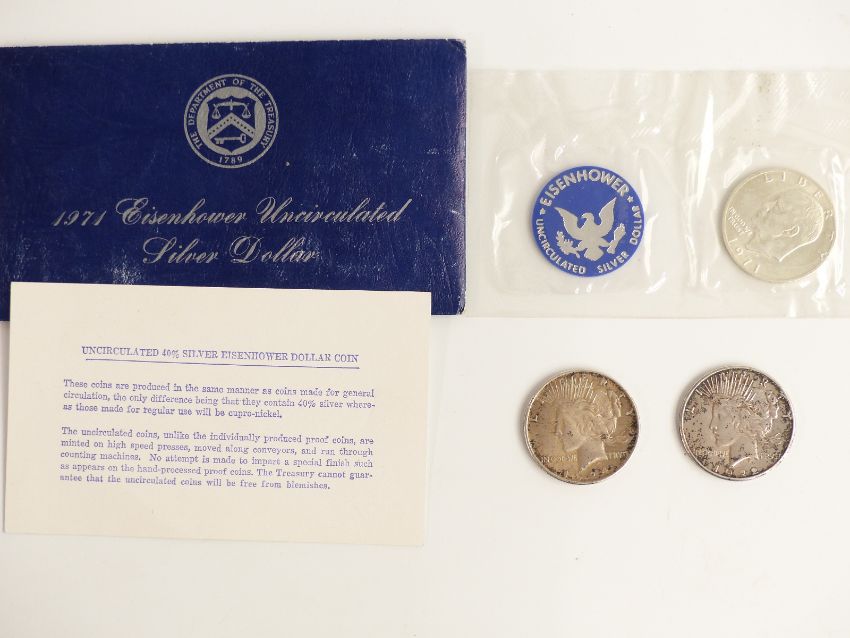 THE DEPARTMENT OF THE TREASURY
1789
1971 Eisenhower Uncirculated
Silver Dollar
EISENHOWER
UNCIRCULATED SILVER DOLLAR
LIBERTY
1971
UNCIRCULATED 40% SILVER EISENHOWER DOLLAR COIN
These coins are produced in the same manner as coins made for general
circulation, the only difference being that they contain 40% silver where-
as those made for regular use will be cupro-nickel.
The uncirculated coins, unlike the individually produced proof coins, are
minted on high speed presses, moved along conveyors, and run through
counting machines. No attempt is made to impart a special finish such
as appears on the hand-processed proof coins. The Treasury cannot guar-
antee that the uncirculated coins will be free from blemishes.